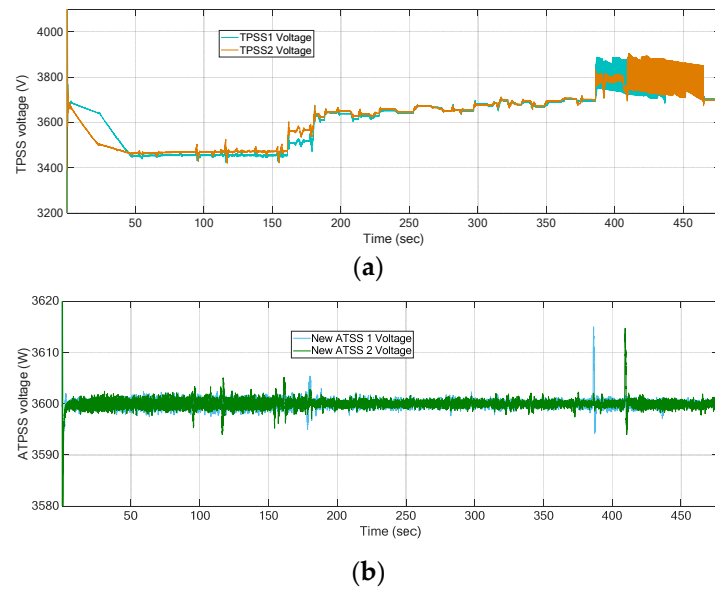 4000
3800
3600
3400
3200
TPSS voltage (V)
TPSS1 Voltage
TPSS2 Voltage
50 100 150 200 250 300 350 400 450
Time (sec)
(a)
3620
3610
3600
3590
3580
ATPSS voltage (W)
New ATSS 1 Voltage
New ATSS 2 Voltage
50 100 150 200 250 300 350 400 450
Time (sec)
(b)